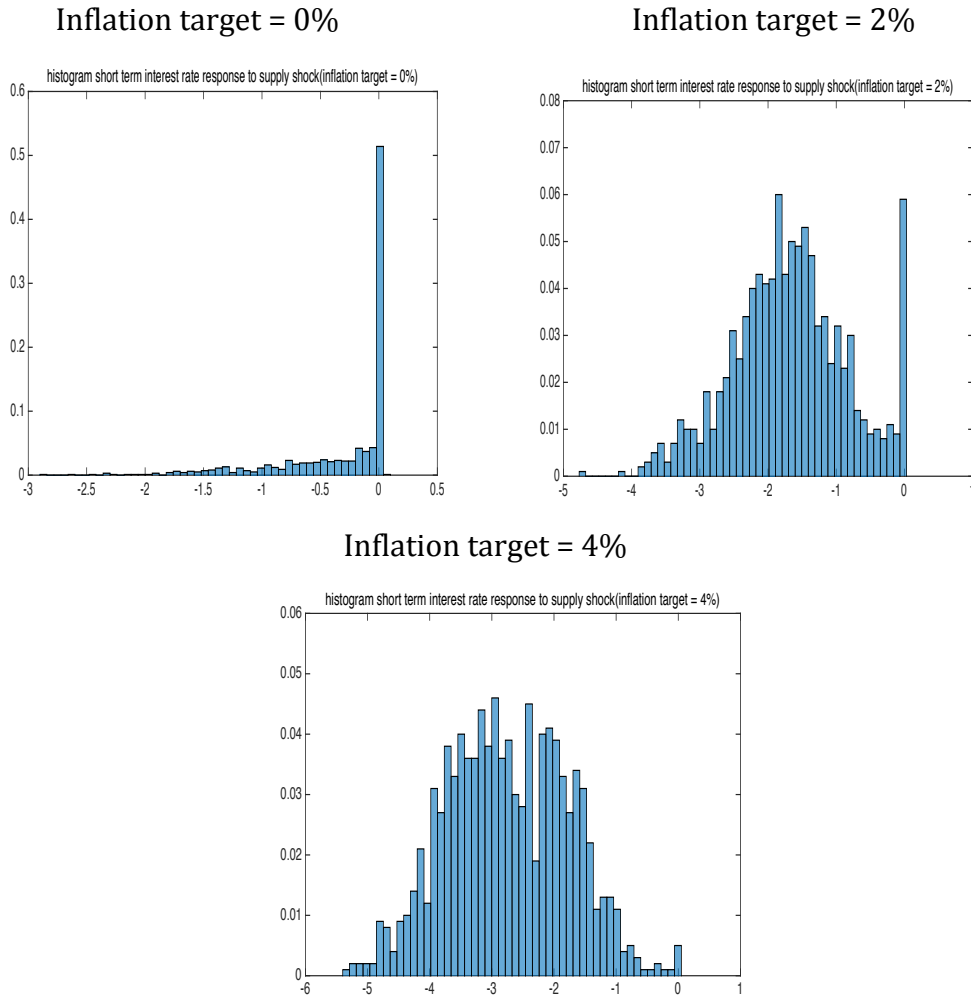 Inflation target = 0%
Inflation target = 2%
histogram short term interest rate response to supply shock(inflation target = 0%)
0.6
0.5
0.4
0.3
0.2
0.1
0
-3 -2.5 -2 -1.5 -1 -0.5 0 0.5
histogram short term interest rate response to supply shock(inflation target = 2%)
0.08
0.07
0.06
0.05
0.04
0.03
0.02
0.01
0
-5 -4 -3 -2 -1 0 1
Inflation target = 4%
histogram short term interest rate response to supply shock(inflation target = 4%)
0.06
0.05
0.04
0.03
0.02
0.01
0
-6 -5 -4 -3 -2 -1 0 1